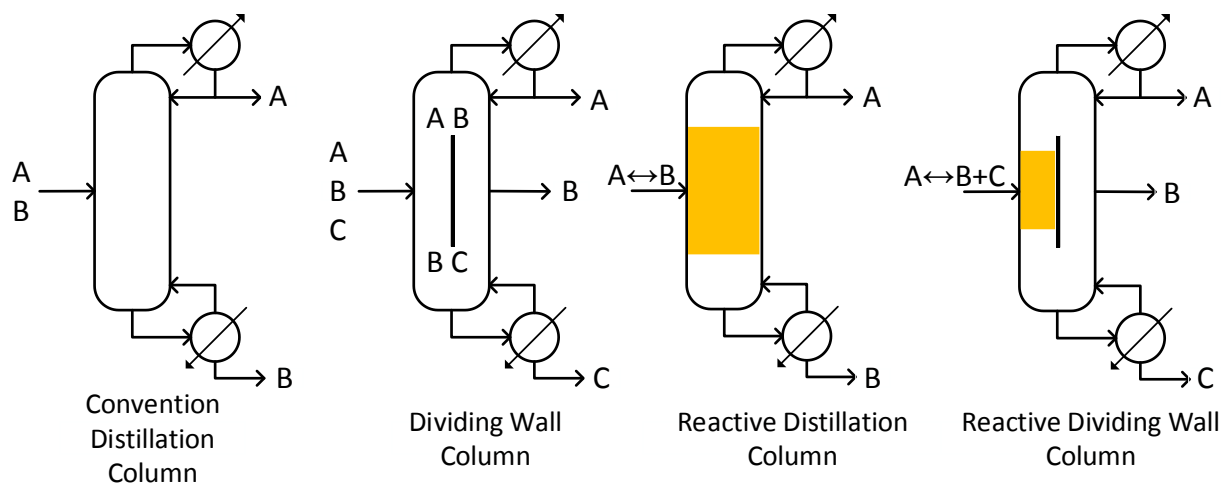 A
B
A
B
Convention
Distillation
Column
A
B
C
A B
B C
A
B
C
Dividing Wall
Column
A↔B
A
B
Reactive Distillation
Column
A↔B+C
A
B
C
Reactive Dividing Wall
Column